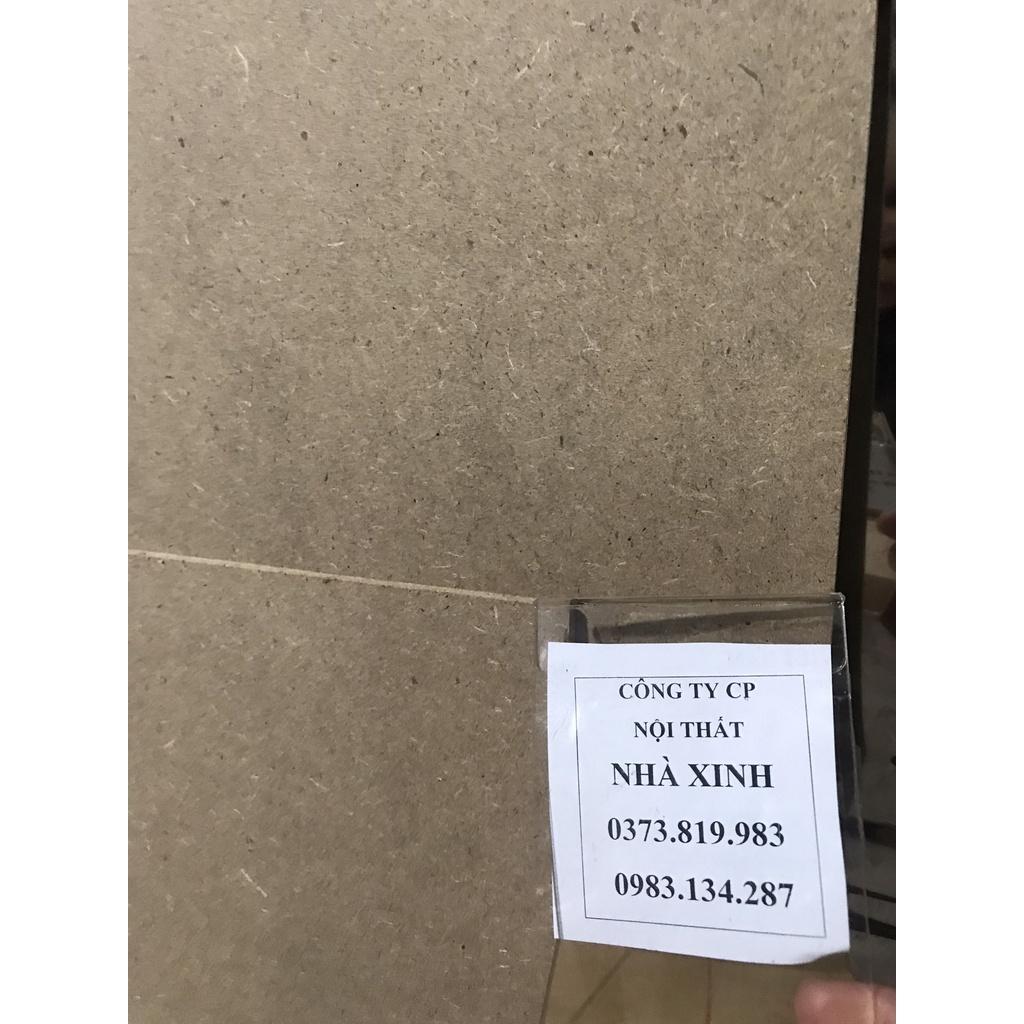 CÔNG TY CP
NỘI THẤT
NHÀ XINH
0373.819.983
0983.134.287